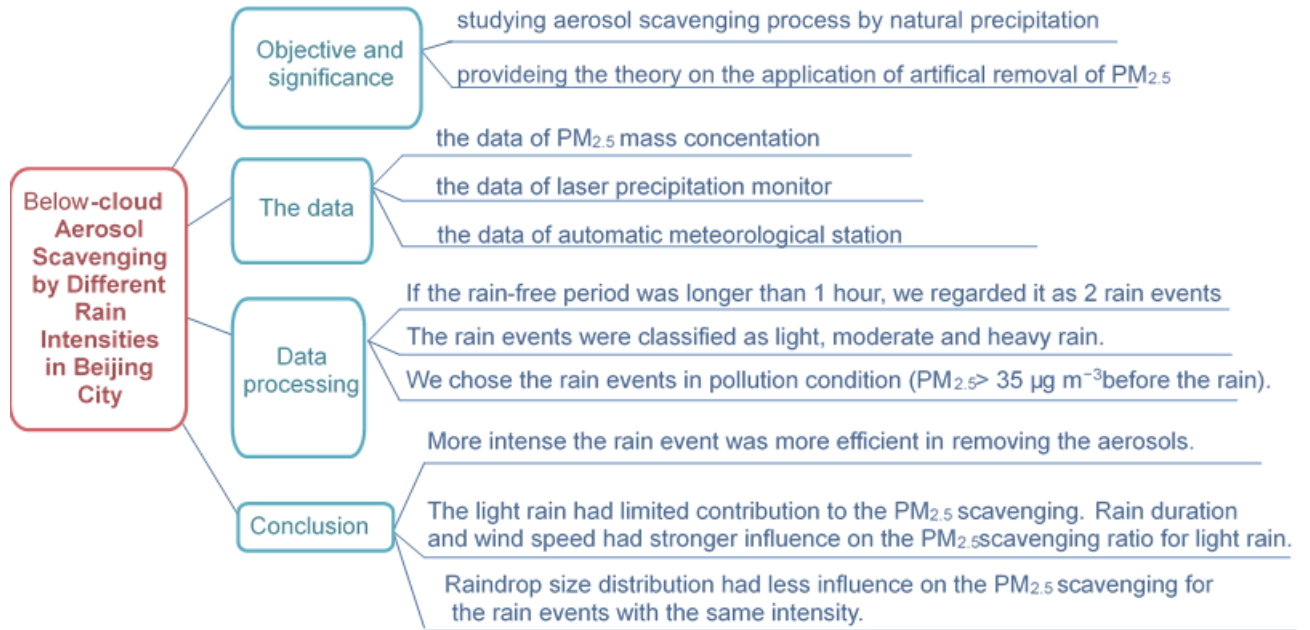 Below-cloud
Aerosol
Scavenging
by Different
Rain
Intensities
in Beijing
City
Objective and
significance
studying aerosol scavenging process by natural precipitation
provideing the theory on the application of artifical removal of PM2.5
The data
the data of PM2.5 mass concentation
the data of laser precipitation monitor
the data of automatic meteorological station
Data
processing
If the rain-free period was longer than 1 hour, we regarded it as 2 rain events
The rain events were classified as light, moderate and heavy rain.
We chose the rain events in pollution condition (PM2.5> 35 µg m⁻³before the rain).
Conclusion
More intense the rain event was more efficient in removing the aerosols.
The light rain had limited contribution to the PM2.5 scavenging. Rain duration
and wind speed had stronger influence on the PM2.5scavenging ratio for light rain.
Raindrop size distribution had less influence on the PM2.5 scavenging for
the rain events with the same intensity.